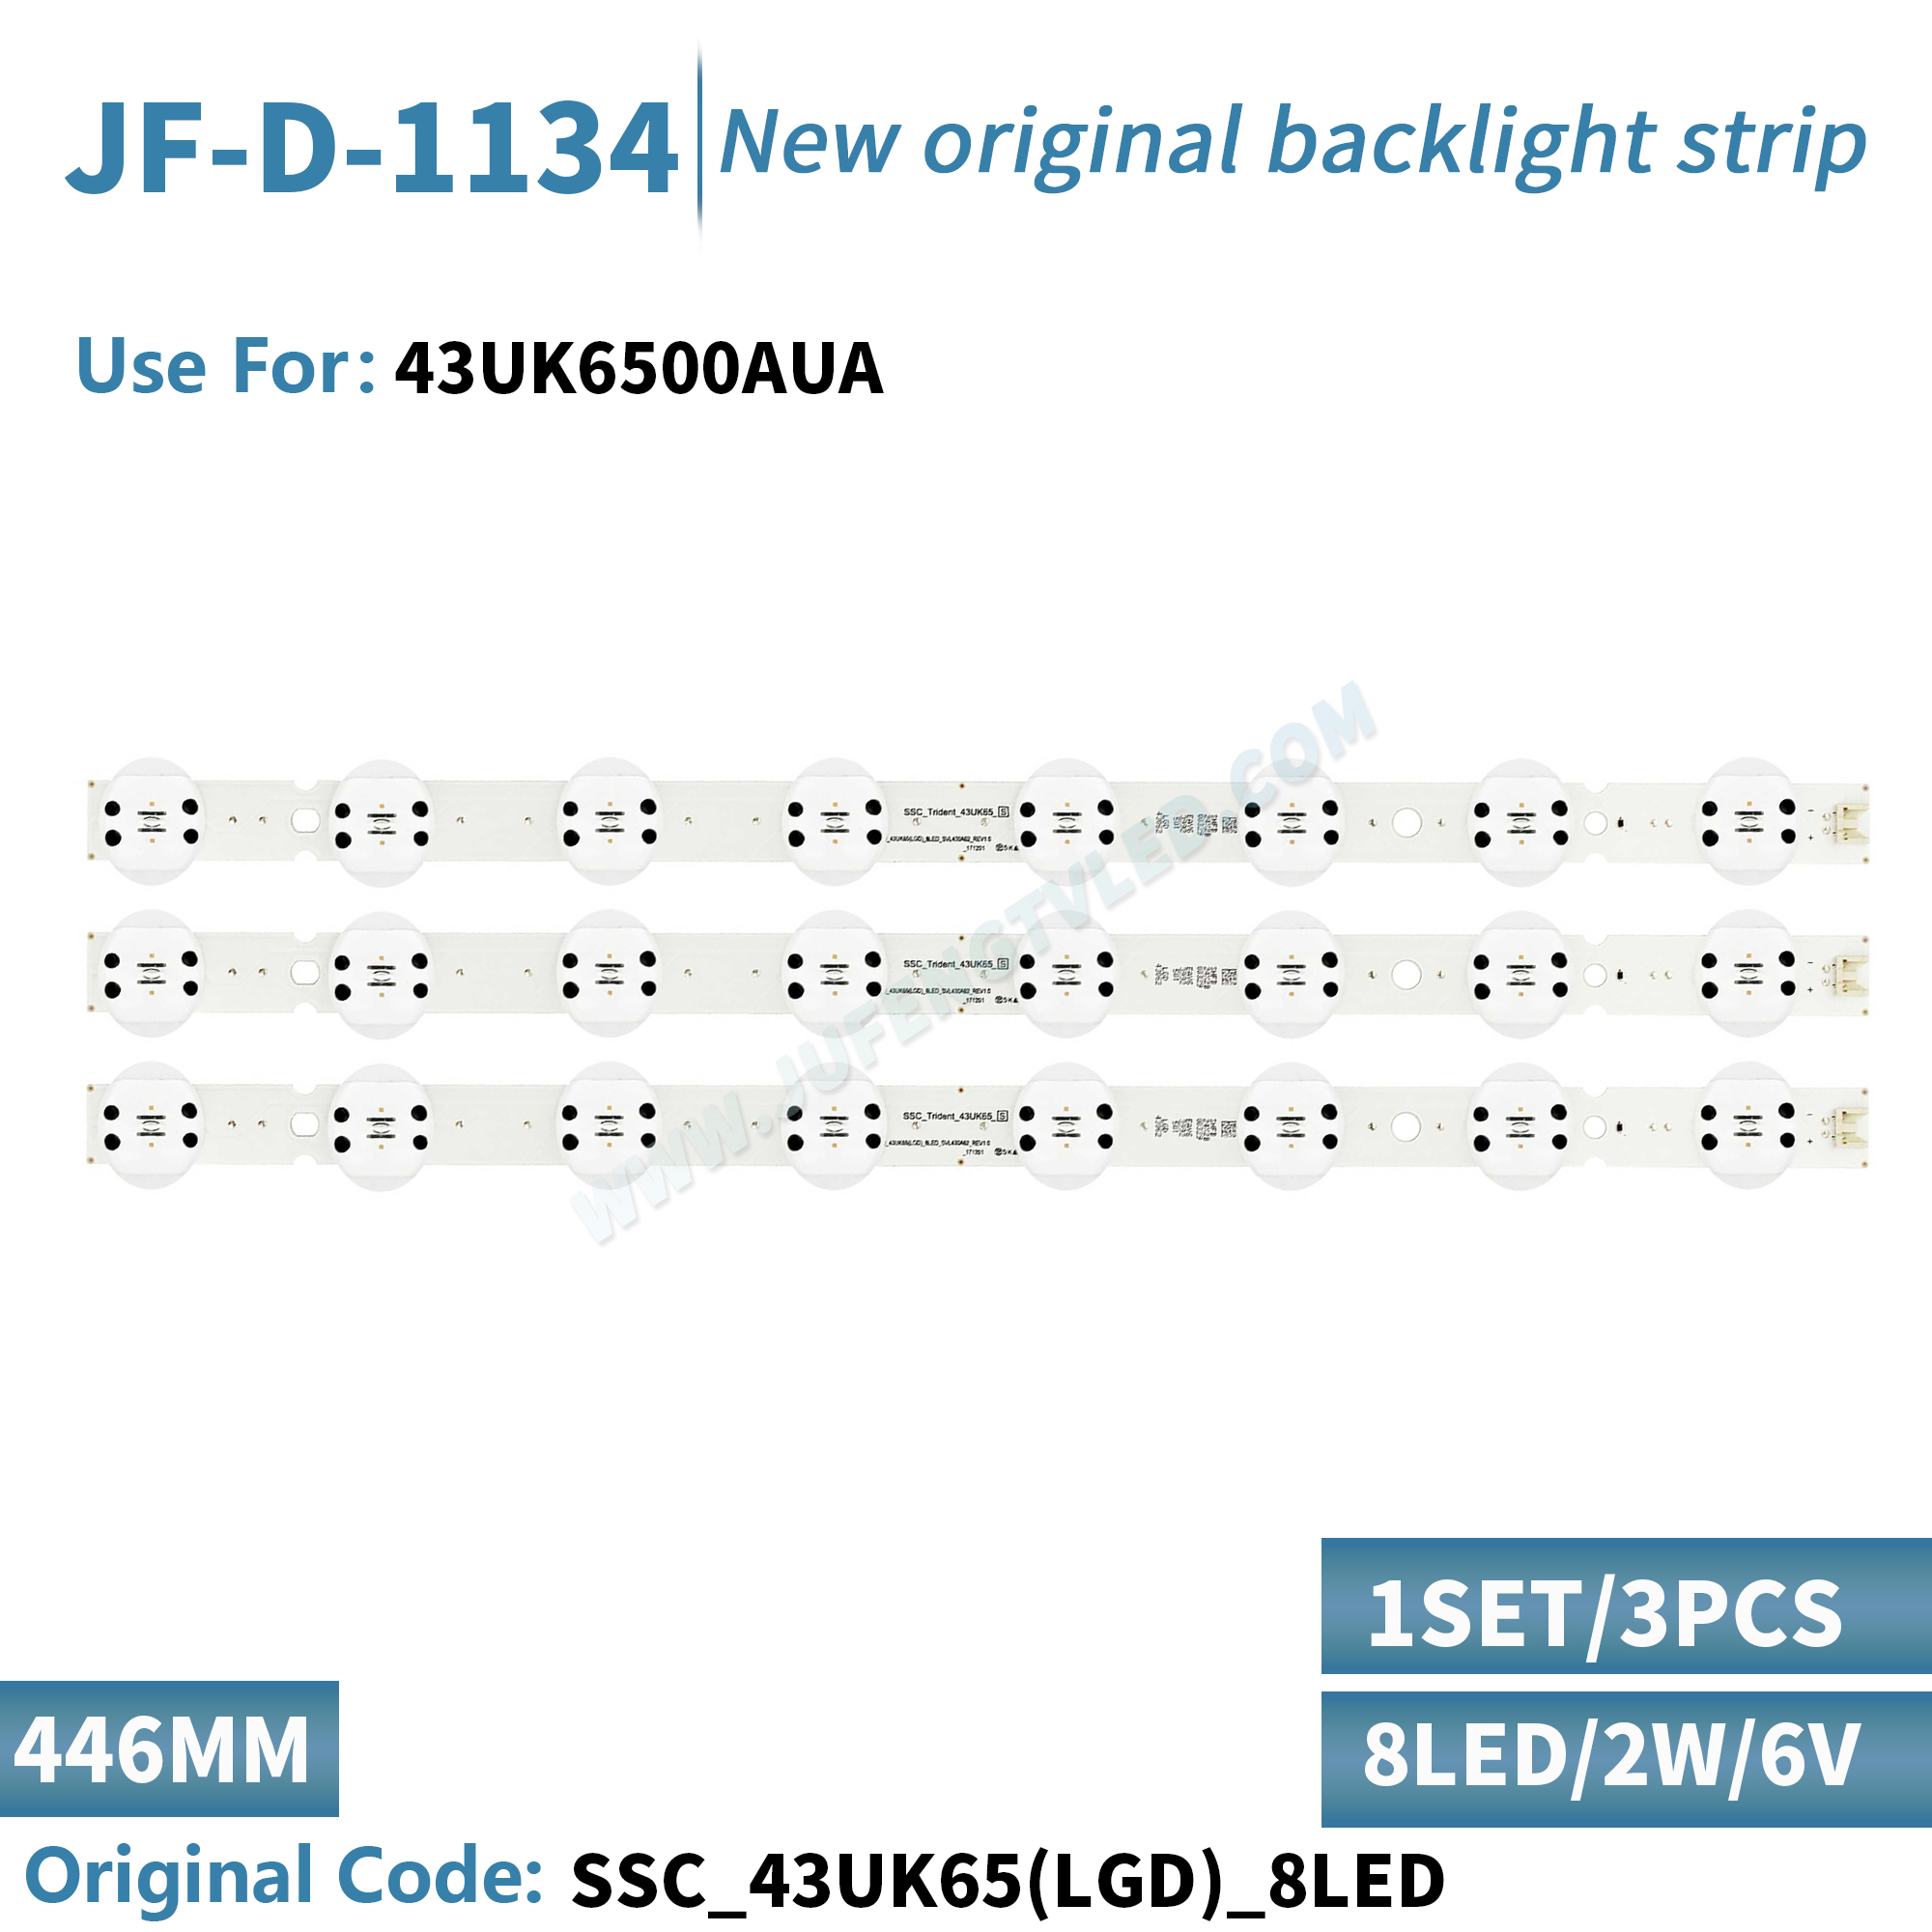 JF-D-1134
New original backlight strip
Use For: 43UK6500AUA
SSC_Trident_43UK65_S
_43UK65(LGD)_8LED_SVL430A62_REV1.0
_171201
SSC_Trident_43UK65_S
_43UK65(LGD)_8LED_SVL430A62_REV1.0
_171201
SSC_Trident_43UK65_S
_43UK65(LGD)_8LED_SVL430A62_REV1.0
_171201
WWW.JUFENGTVLED.COM
1SET/3PCS
446MM
8LED/2W/6V
Original Code: SSC_43UK65(LGD)_8LED